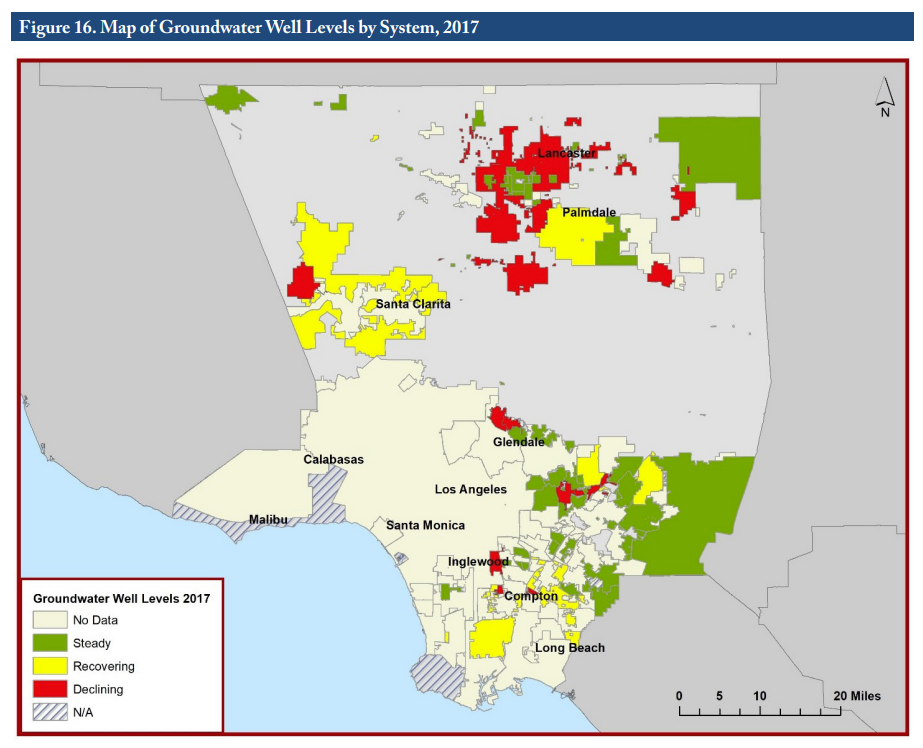 Figure 16. Map of Groundwater Well Levels by System, 2017
N
Lancaster
Palmdale
Santa Clarita
Glendale
Calabasas
Los Angeles
Malibu
Santa Monica
Inglewood
Compton
Long Beach
Groundwater Well Levels 2017
No Data
Steady
Recovering
Declining
N/A
0 5 10 20 Miles